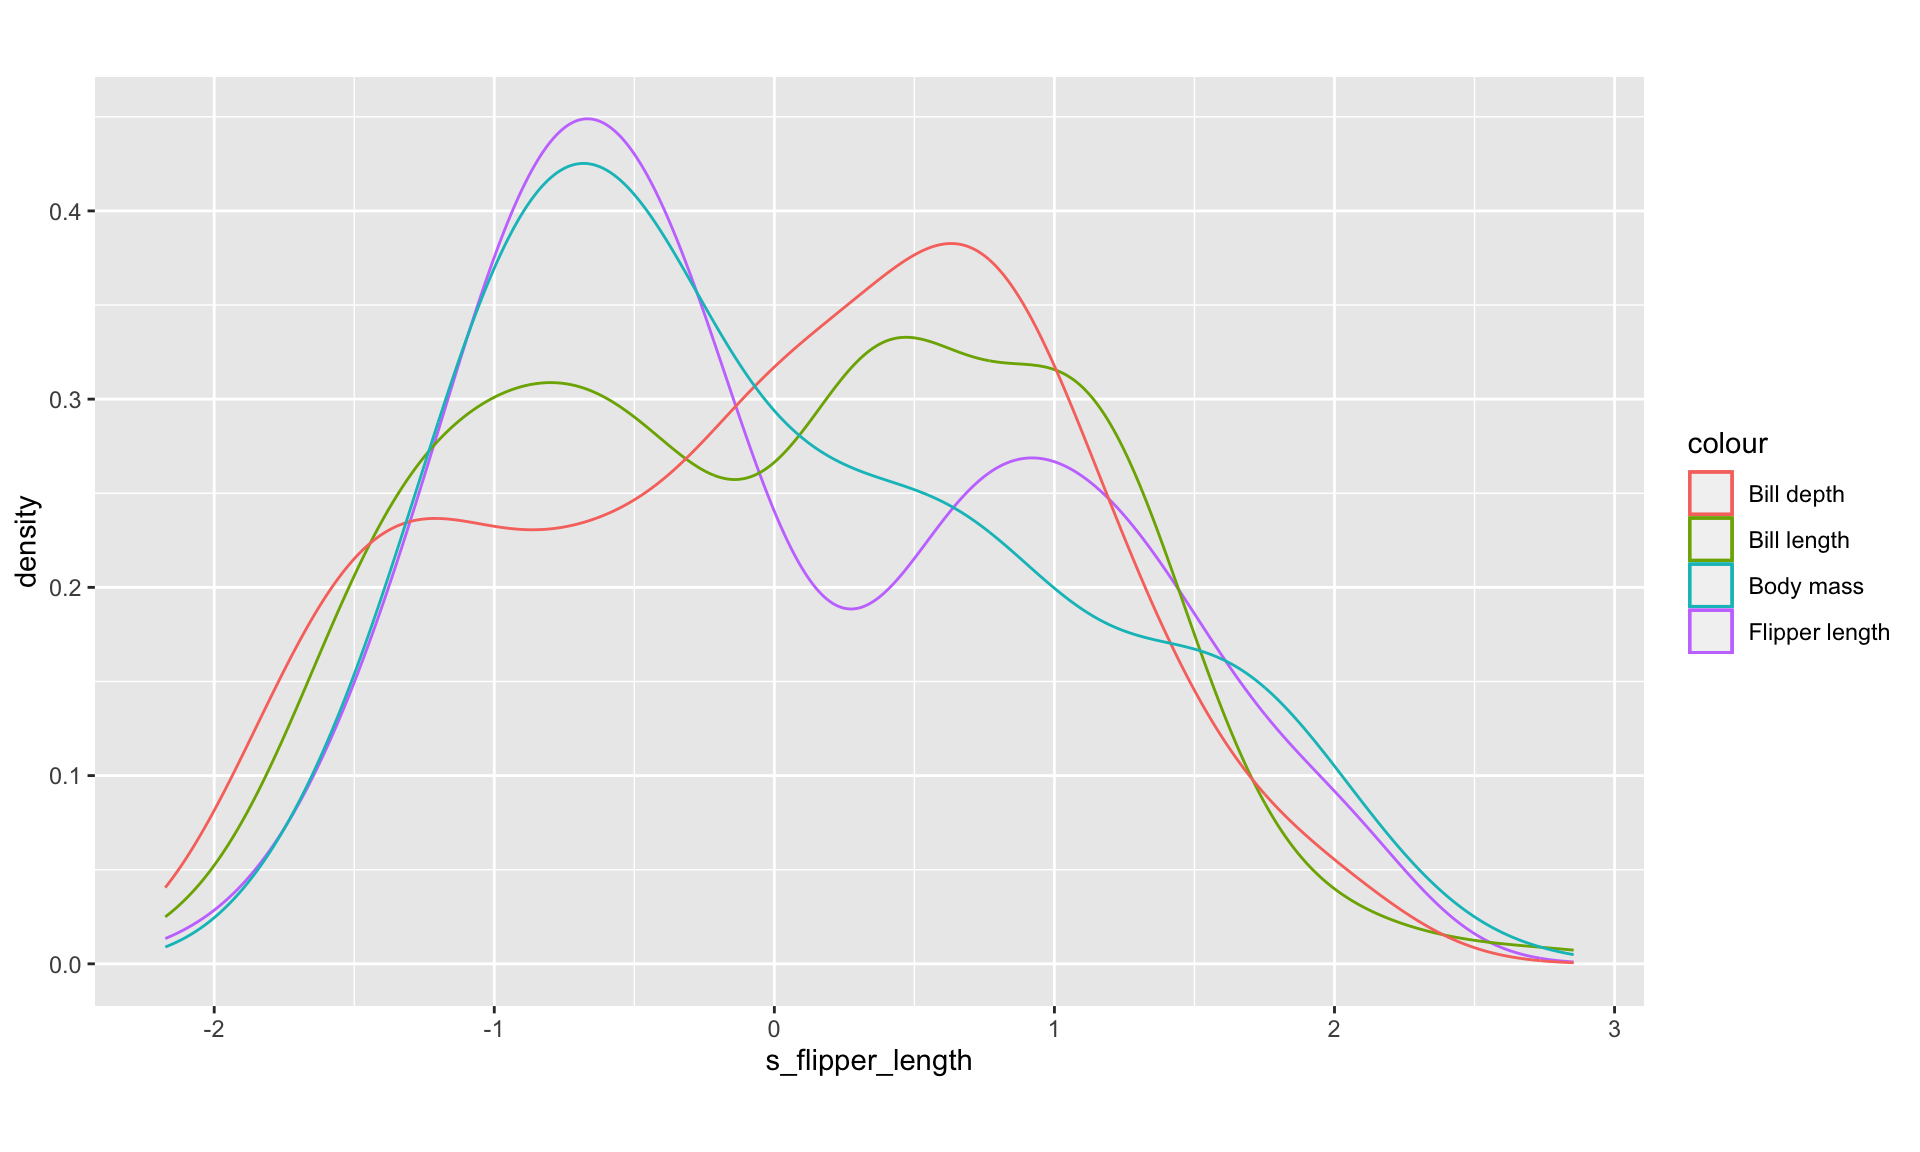 density
0.4
0.3
0.2
0.1
0.0
-2 -1 0 1 2 3
s_flipper_length
colour
Bill depth
Bill length
Body mass
Flipper length